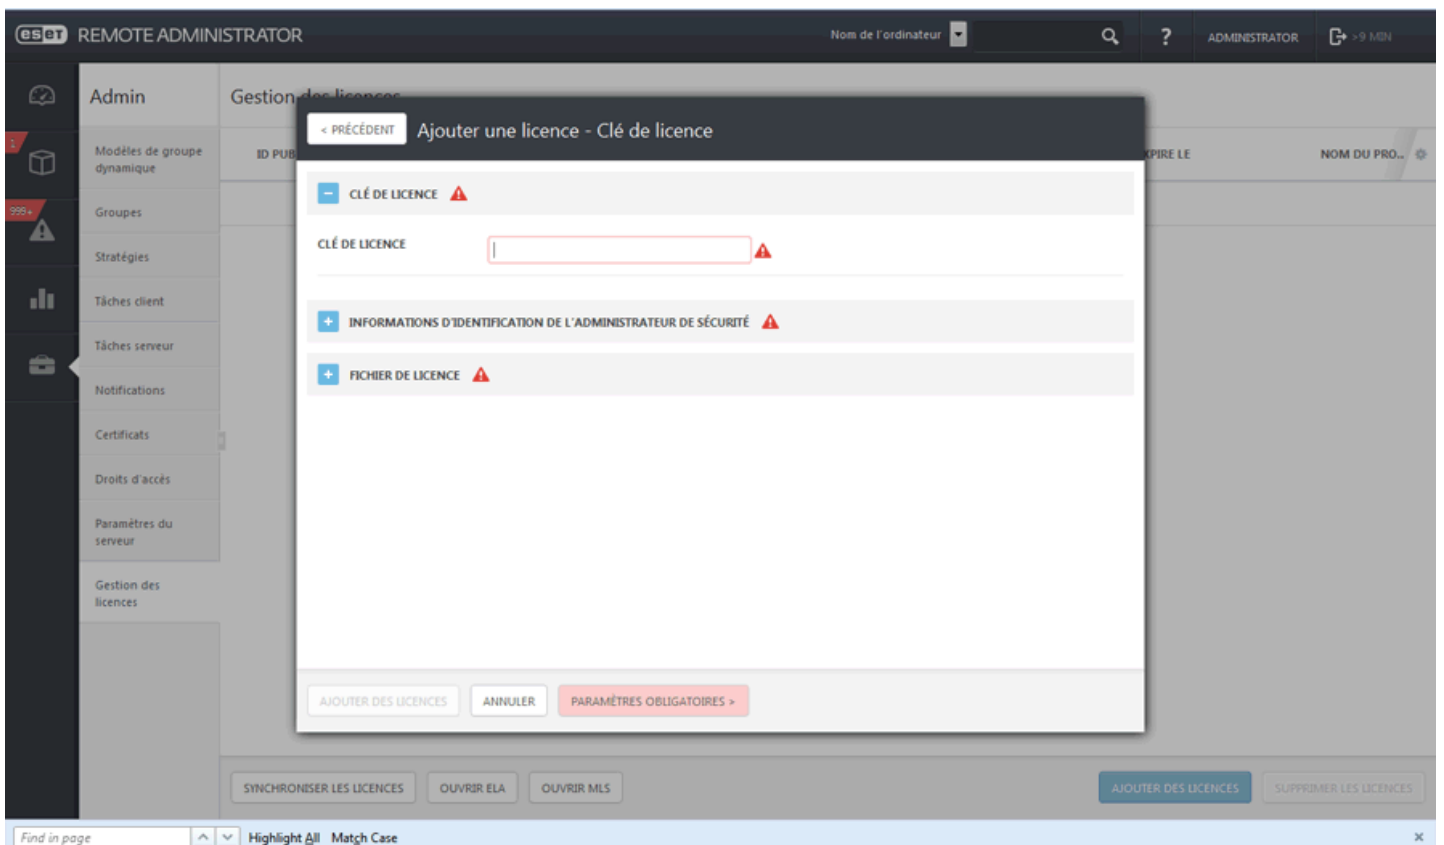 eseT REMOTE ADMINISTRATOR
Nom de l'ordinateur
?
ADMINISTRATOR
>9 MIN
Admin
Gestion des licences
1
999+
Modèles de groupe
dynamique
Groupes
Stratégies
Tâches client
Tâches serveur
Notifications
Certificats
Droits d'accès
Paramètres du
serveur
Gestion des
licences
ID PUB
XPIRE LE
NOM DU PRO...
< PRÉCÉDENT
Ajouter une licence - Clé de licence
CLÉ DE LICENCE
CLÉ DE LICENCE
INFORMATIONS D'IDENTIFICATION DE L'ADMINISTRATEUR DE SÉCURITÉ
FICHIER DE LICENCE
AJOUTER DES LICENCES
ANNULER
PARAMÈTRES OBLIGATOIRES >
SYNCHRONISER LES LICENCES
OUVRIR ELA
OUVRIR MLS
AJOUTER DES LICENCES
SUPPRIMER LES LICENCES
Find in page
Highlight All
Match Case